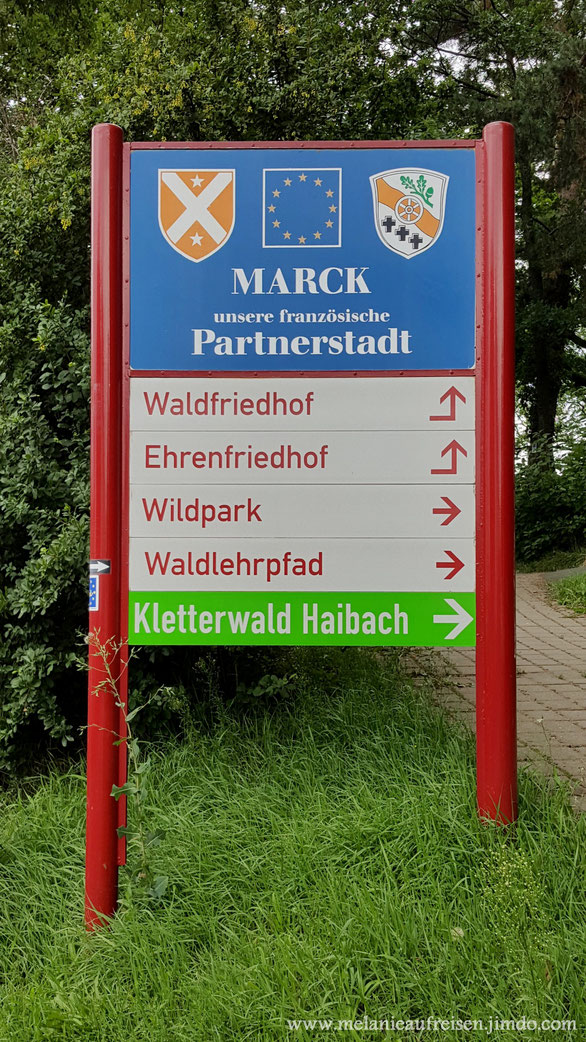 MARCK
unsere französische
Partnerstadt
Waldfriedhof
Ehrenfriedhof
Wildpark
Waldlehrpfad
Kletterwald Haibach
www.melanieaufreisen.jimdo.com